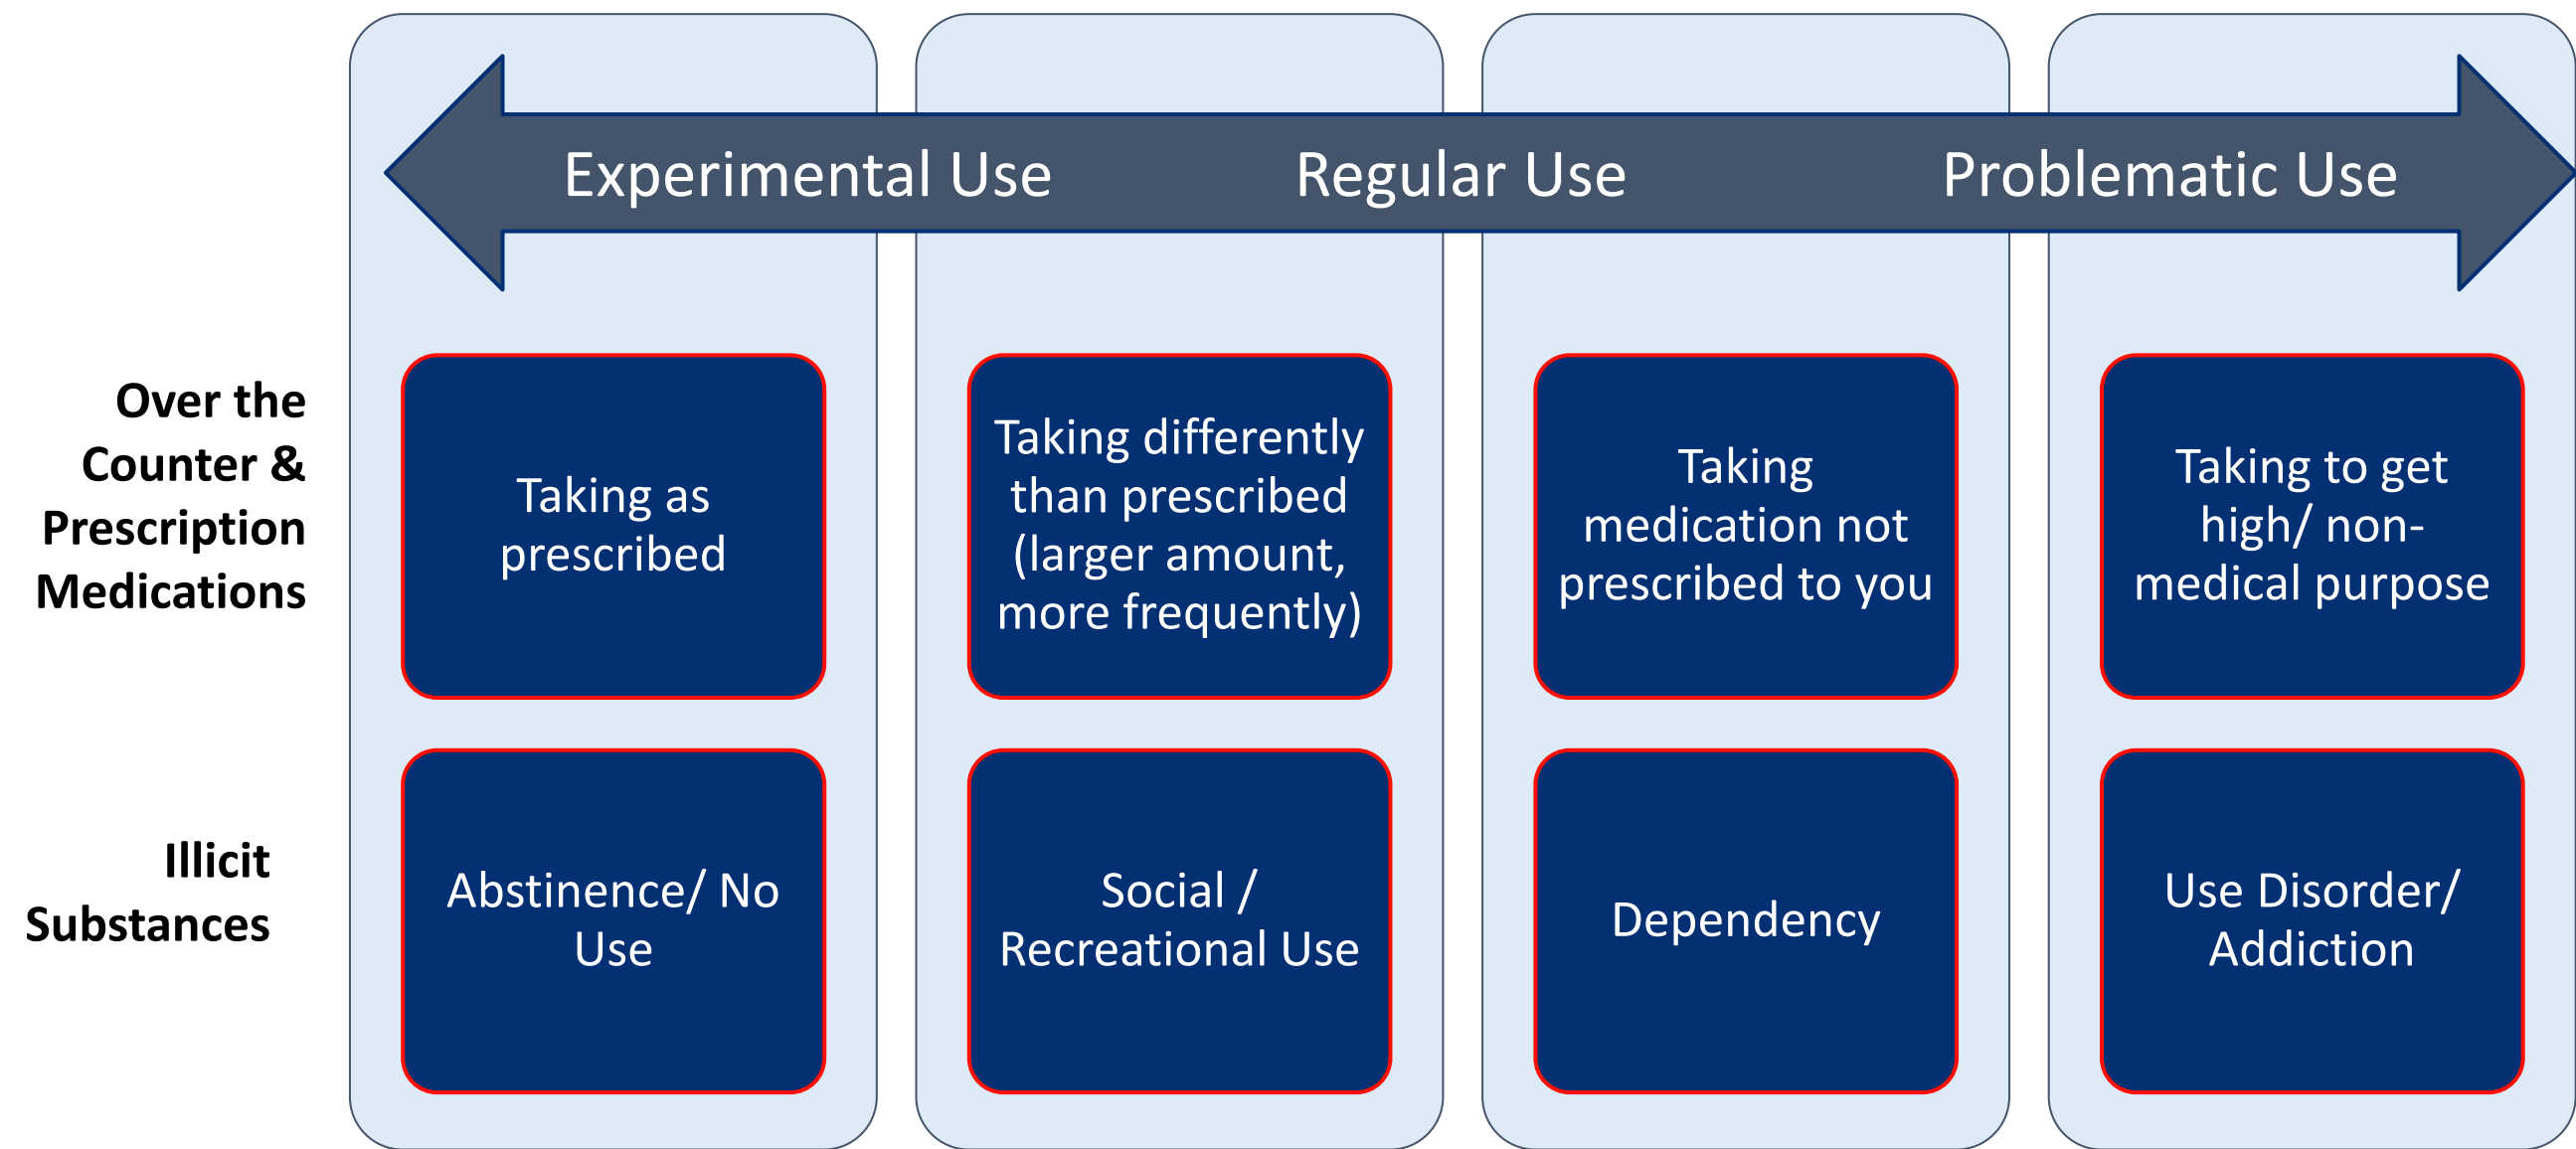 Experimental Use Regular Use Problematic Use
Over the
Counter &
Prescription
Medications
Taking as
prescribed
Taking differently
than prescribed
(larger amount,
more frequently)
Taking
medication not
prescribed to you
Taking to get
high/ non-
medical purpose
Illicit
Substances
Abstinence/ No
Use
Social /
Recreational Use
Dependency
Use Disorder/
Addiction